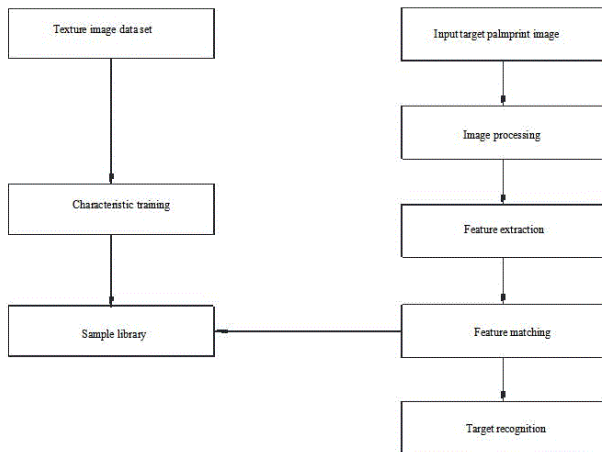 Texture image data set
Characteristic training
Sample library
Input target palmprint image
Image processing
Feature extraction
Feature matching
Target recognition